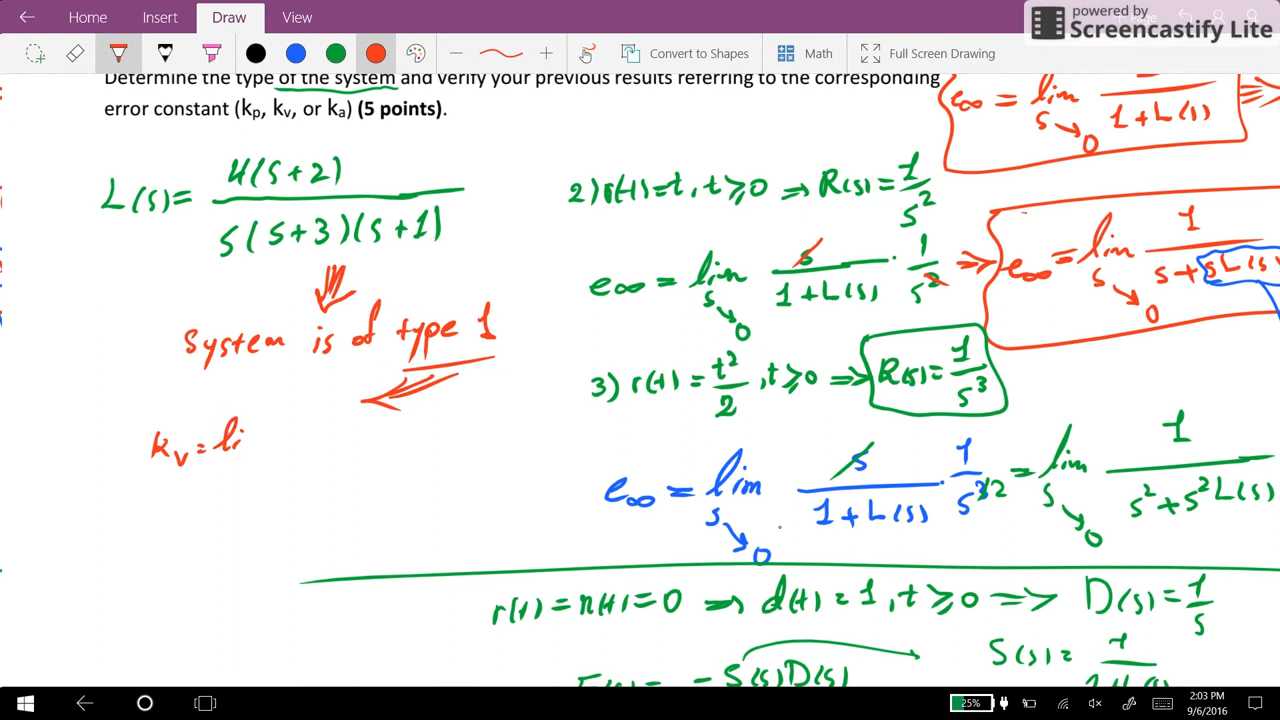 Home Insert Draw View
powered by
Screencastify Lite
Convert to Shapes Math Full Screen Drawing
Determine the type of the system and verify your previous results referring to the corresponding
error constant (kp, kv, or ka) (5 points).
e∞ = lim s→0 1+L(s) ⇒
L(s) = 4(s+2) / s(s+3)(s+1)
System is of type 1
kv = li
2) r(t)=t, t≥0 ⇒ R(s)=1/s²
e∞ = lim s→0 s/(1+L(s)) · 1/s² ⇒ e∞ = lim s→0 1/(s+sL(s)
3) r(t)=t²/2, t≥0 ⇒ R(s)=1/s³
e∞ = lim s→0 s/(1+L(s)) · 1/s³ 2 = lim s→0 1/(s²+s²L(s))
r(t)=n(t)=0 ⇒ d(t)=1, t≥0 ⇒ D(s)=1/s
= -S(s)D(s)
S(s)=1/
25%
2:03 PM
9/6/2016